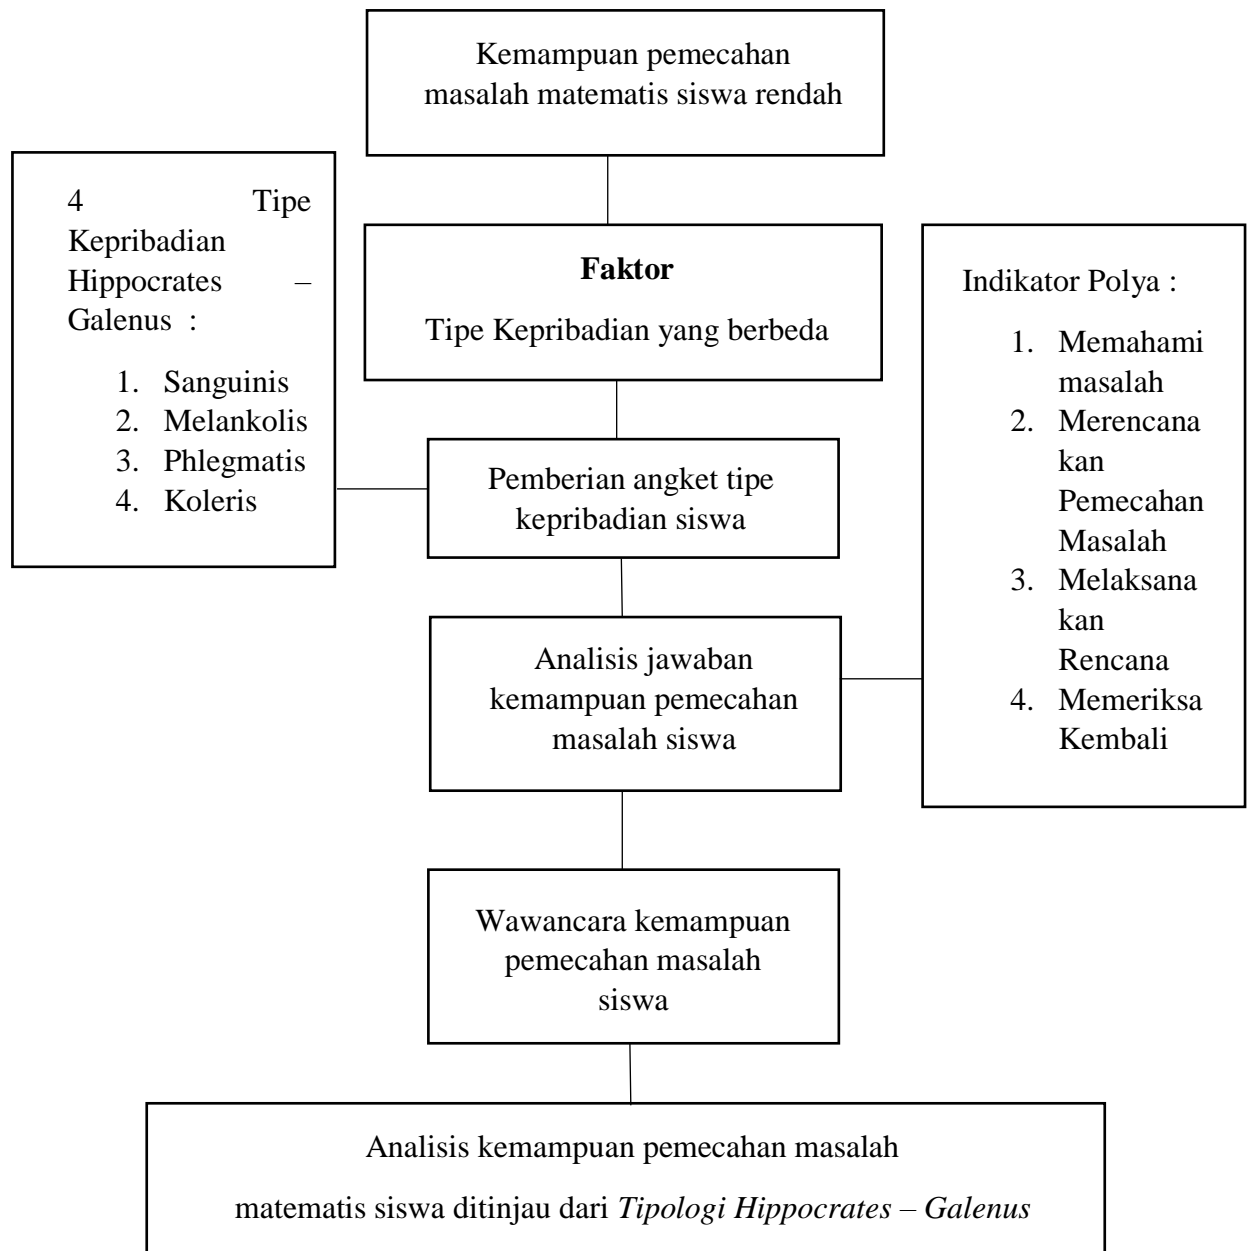 Kemampuan pemecahan
masalah matematis siswa rendah
4 Tipe
Kepribadian
Hippocrates –
Galenus :
1. Sanguinis
2. Melankolis
3. Phlegmatis
4. Koleris
Faktor
Tipe Kepribadian yang berbeda
Indikator Polya :
1. Memahami
masalah
2. Merencana
kan
Pemecahan
Masalah
3. Melaksana
kan
Rencana
4. Memeriksa
Kembali
Pemberian angket tipe
kepribadian siswa
Analisis jawaban
kemampuan pemecahan
masalah siswa
Wawancara kemampuan
pemecahan masalah
siswa
Analisis kemampuan pemecahan masalah
matematis siswa ditinjau dari Tipologi Hippocrates – Galenus